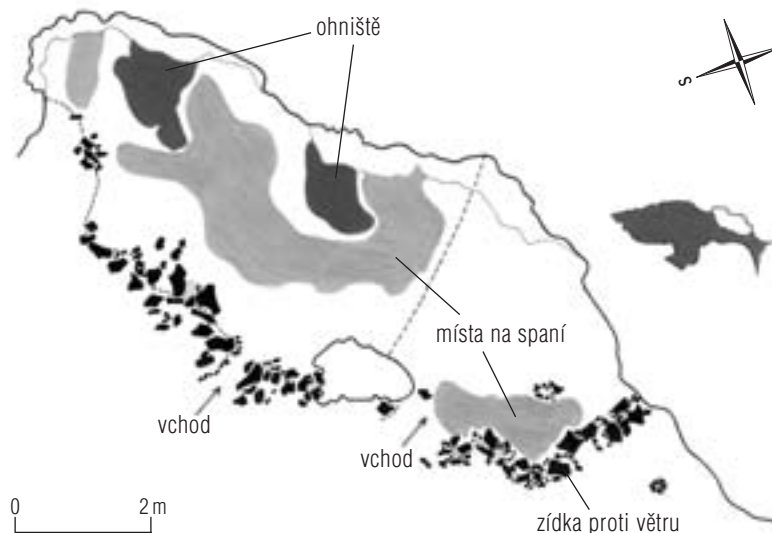 ohniště
S
místa na spaní
vchod
vchod
0 2 m
zídka proti větru